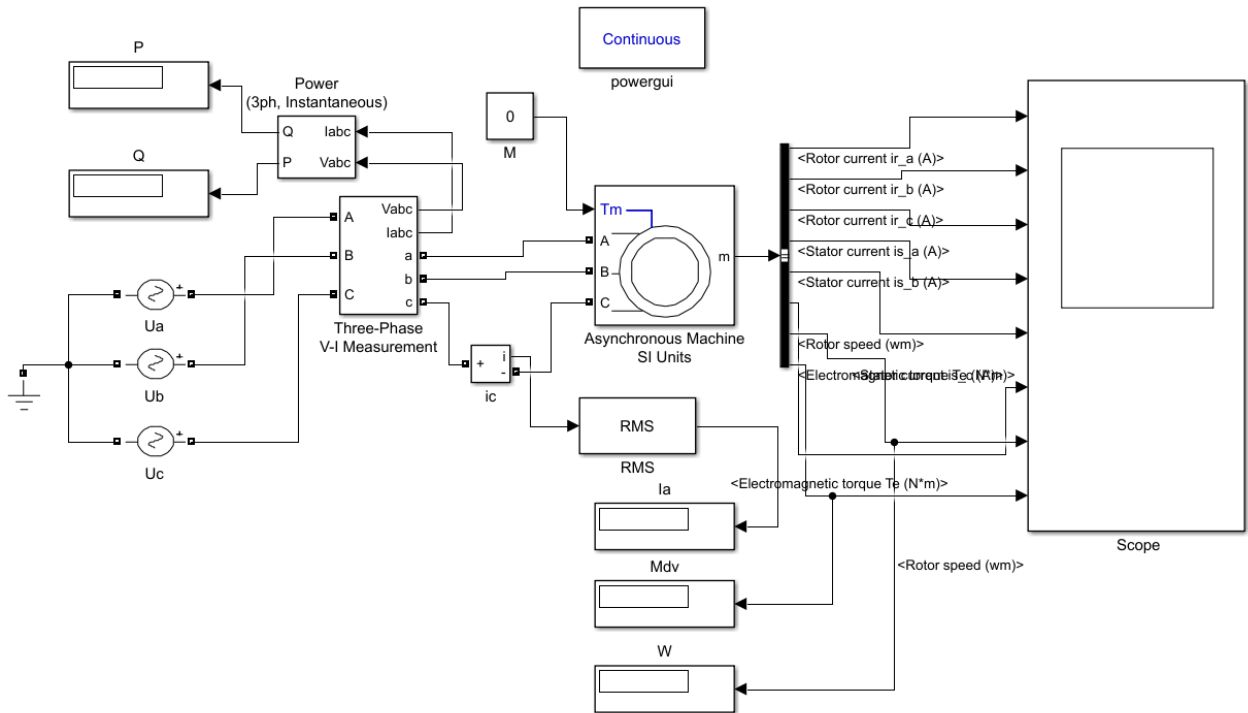 Continuous
powergui
P
Power
(3ph, Instantaneous)
Q
Iabc
P
Vabc
Q
0
M
A
B
C
Vabc
Iabc
a
b
c
Three-Phase
V-I Measurement
Ua
Ub
Uc
+
+
+
+
i
-
ic
Tm
A
B
C
m
Asynchronous Machine
SI Units
RMS
RMS
<Rotor current ir_a (A)>
<Rotor current ir_b (A)>
<Rotor current ir_c (A)>
<Stator current is_a (A)>
<Stator current is_b (A)>
<Rotor speed (wm)>
<Electromagnetic torque Te (N*m)>
<Electromagnetic torque Te (N*m)>
<Rotor speed (wm)>
Ia
Mdv
W
Scope